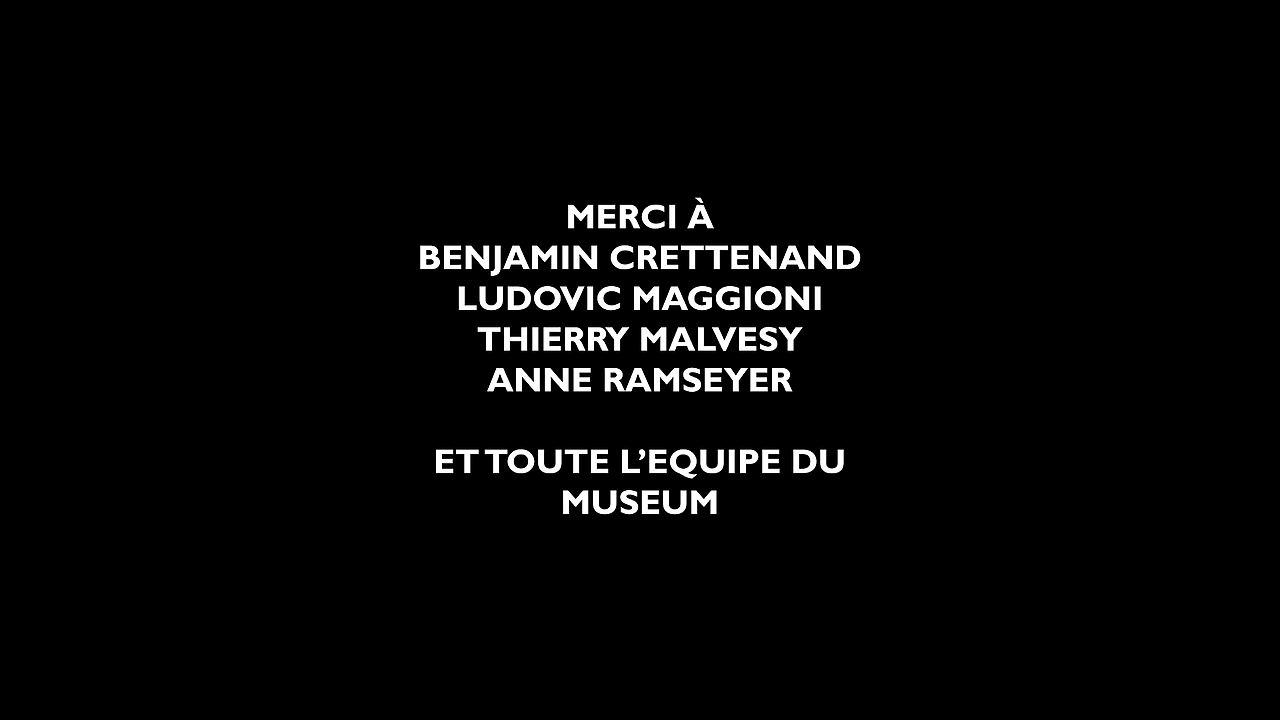 MERCI À
BENJAMIN CRETTENAND
LUDOVIC MAGGIONI
THIERRY MALVESY
ANNE RAMSEYER
ET TOUTE L’EQUIPE DU
MUSEUM